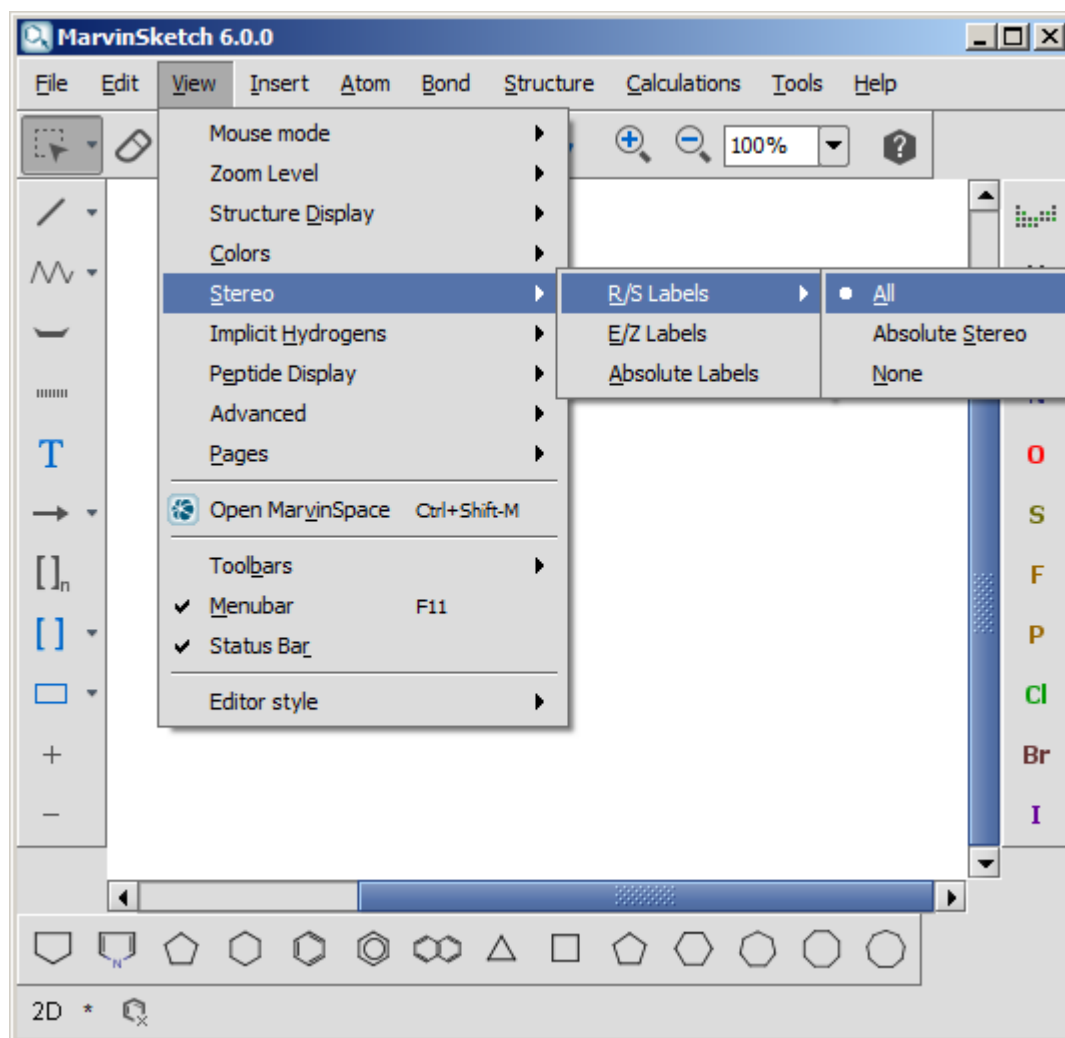 MarvinSketch 6.0.0
File Edit View Insert Atom Bond Structure Calculations Tools Help
100%
Mouse mode
Zoom Level
Structure Display
Colors
Stereo
Implicit Hydrogens
Peptide Display
Advanced
Pages
Open MarvinSpace Ctrl+Shift-M
Toolbars
Menubar F11
Status Bar
Editor style
R/S Labels
E/Z Labels
Absolute Labels
All
Absolute Stereo
None
T
[ ]n
[ ]
O
S
F
P
Cl
Br
I
N
2D *